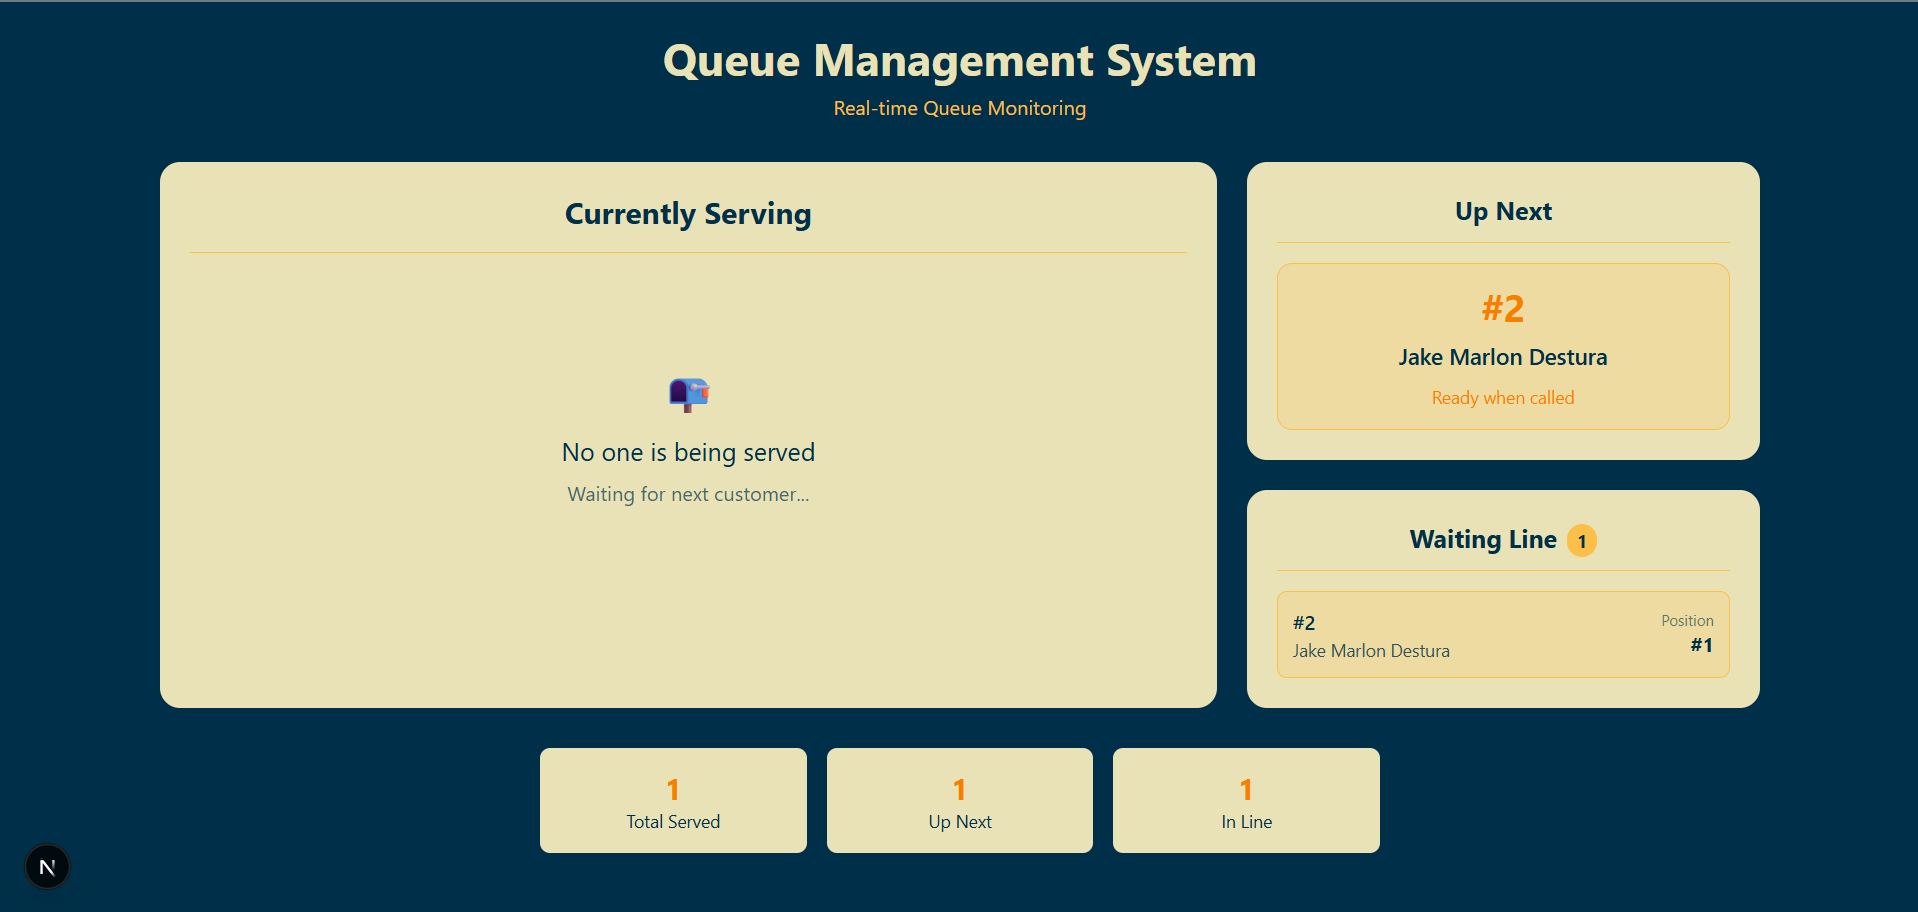 Queue Management System
Real-time Queue Monitoring
Currently Serving
No one is being served
Waiting for next customer...
Up Next
#2
Jake Marlon Destura
Ready when called
Waiting Line 1
#2
Jake Marlon Destura
Position
#1
1
Total Served
1
Up Next
1
In Line
N